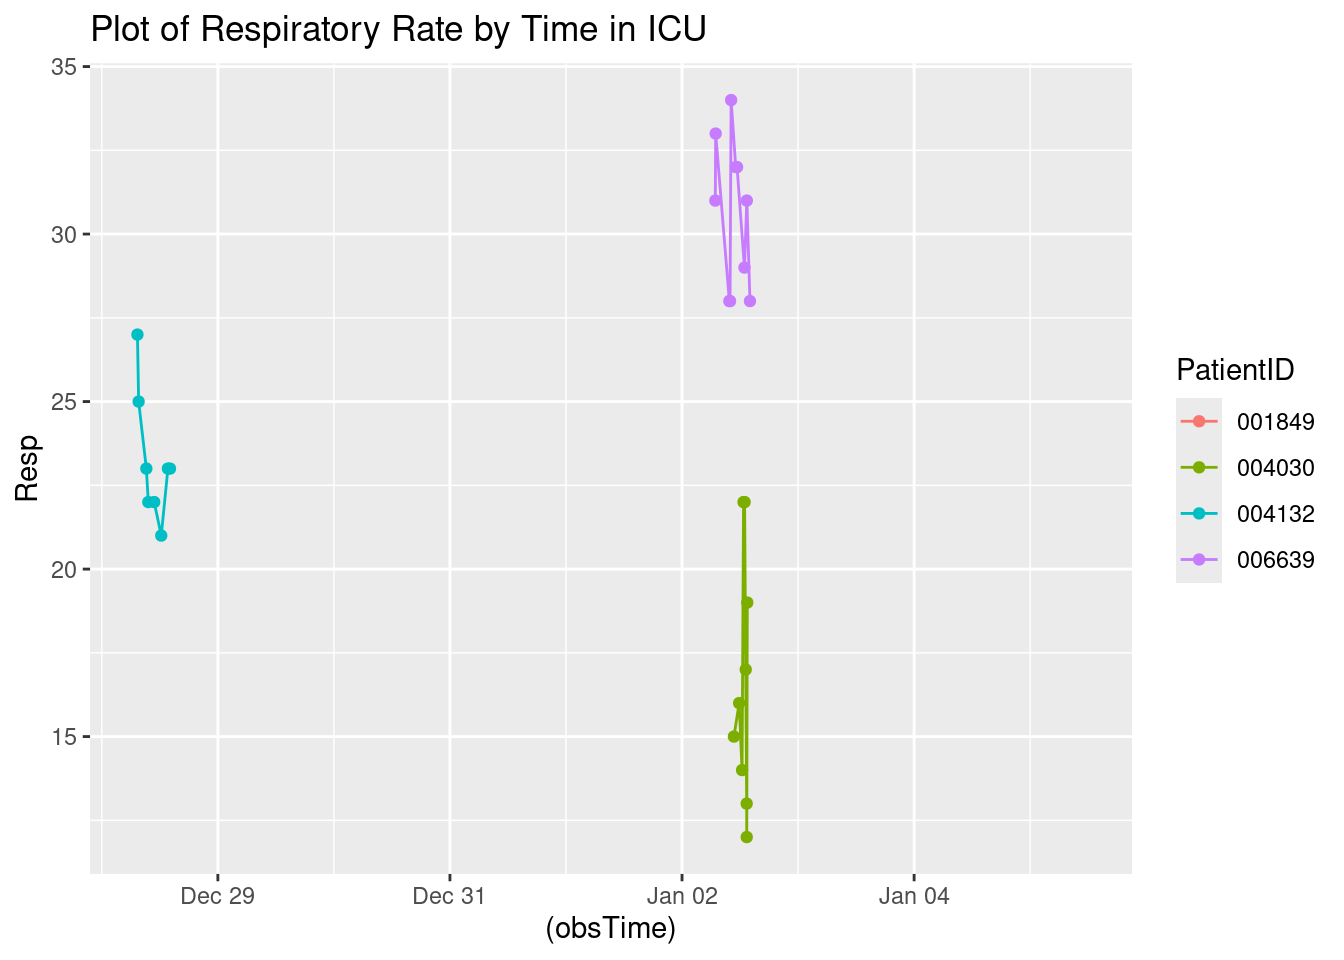 Plot of Respiratory Rate by Time in ICU
35
30
25
20
15
Resp
Dec 29
Dec 31
Jan 02
Jan 04
(obsTime)
PatientID
001849
004030
004132
006639